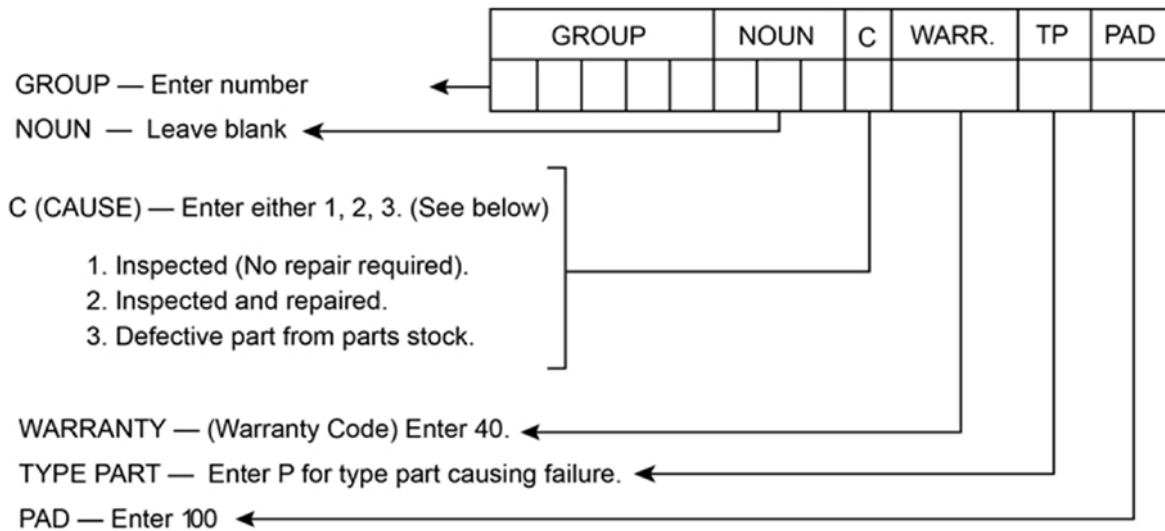 GROUP NOUN C WARR. TP PAD
GROUP — Enter number
NOUN — Leave blank
C (CAUSE) — Enter either 1, 2, 3. (See below)
1. Inspected (No repair required).
2. Inspected and repaired.
3. Defective part from parts stock.
WARRANTY — (Warranty Code) Enter 40.
TYPE PART — Enter P for type part causing failure.
PAD — Enter 100